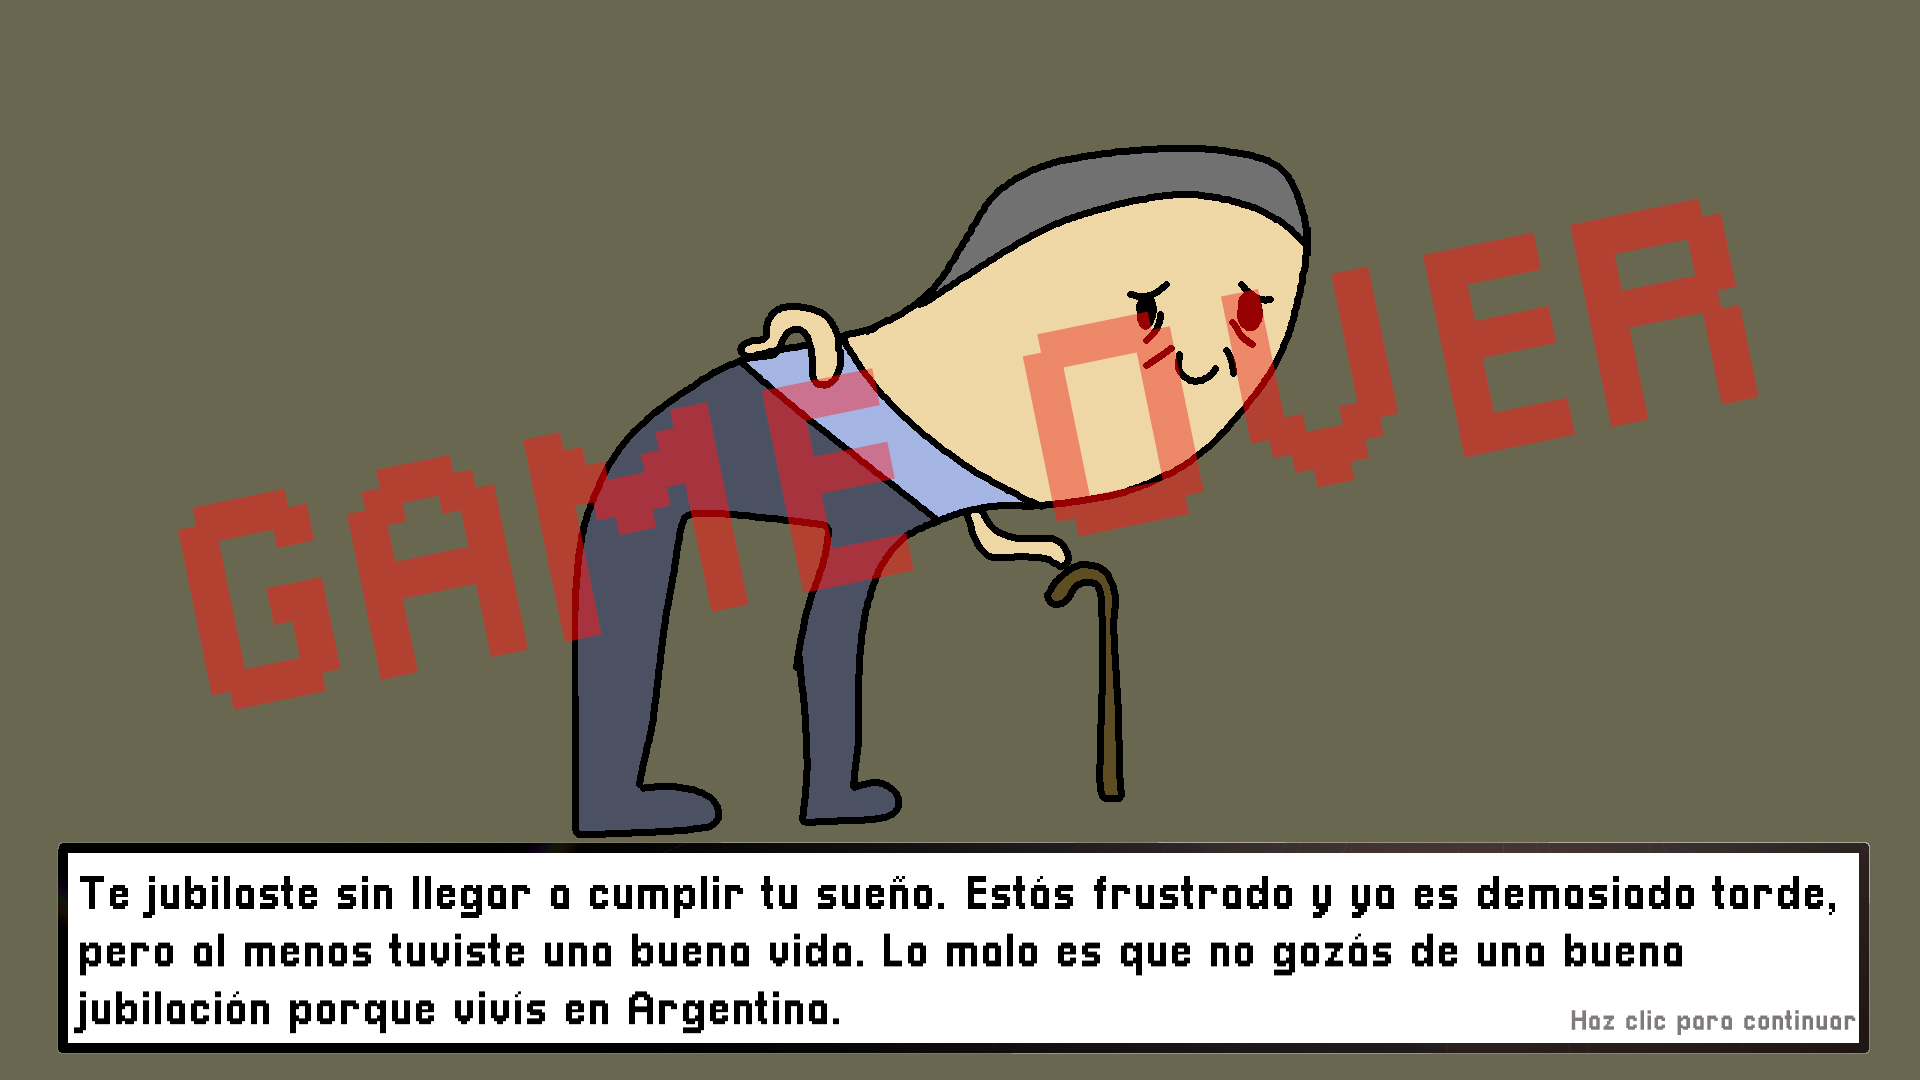 GAME OVER
Te jubilaste sin llegar a cumplir tu sueño. Estás frustrado y ya es demasiado tarde,
pero al menos tuviste una buena vida. Lo malo es que no gozás de una buena
jubilación porque vivís en Argentina.
Haz clic para continuar